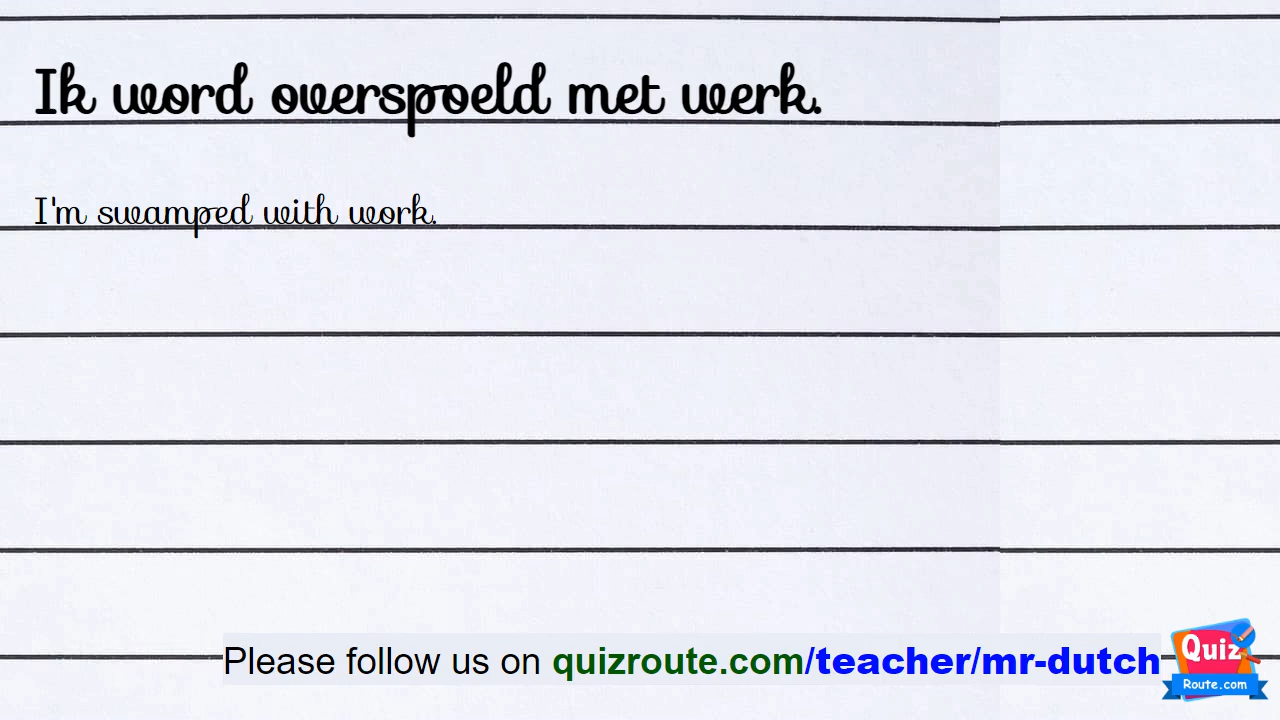 Ik word overspoeld met werk.
I'm swamped with work.
Please follow us on quizroute.com/teacher/mr-dutch
Quiz
Route.com